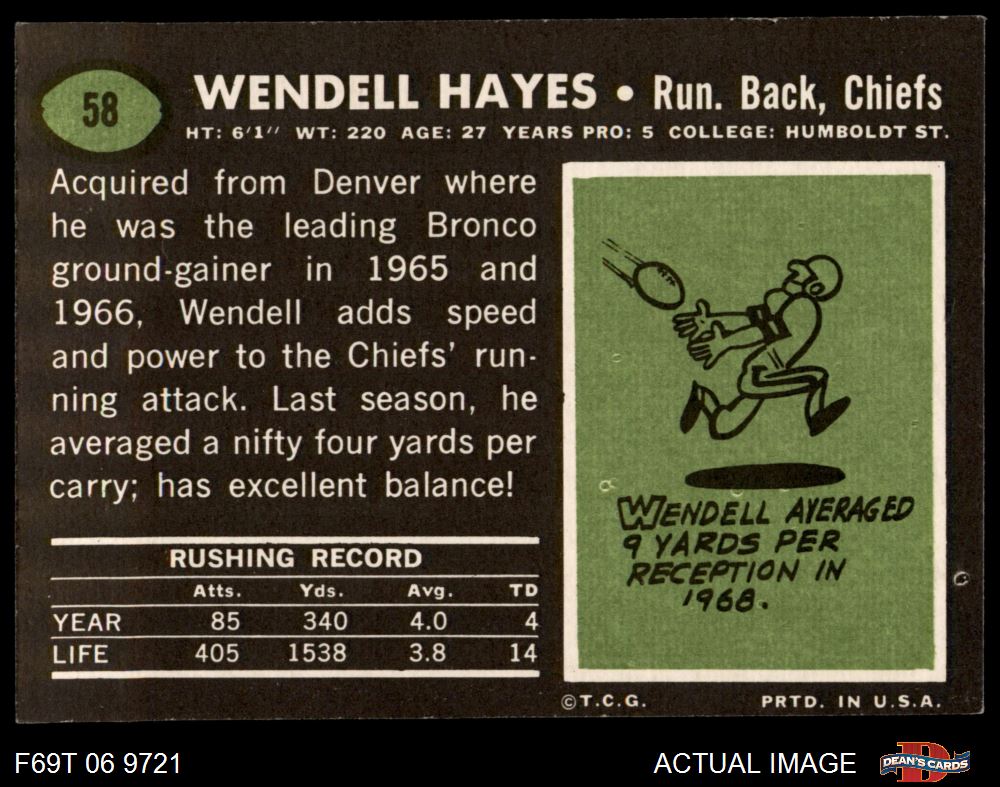 58
WENDELL HAYES • Run. Back, Chiefs
HT: 6'1" WT: 220 AGE: 27 YEARS PRO: 5 COLLEGE: HUMBOLDT ST.
Acquired from Denver where
he was the leading Bronco
ground-gainer in 1965 and
1966, Wendell adds speed
and power to the Chiefs' run-
ning attack. Last season, he
averaged a nifty four yards per
carry; has excellent balance!
RUSHING RECORD
Atts. Yds. Avg. TD
YEAR 85 340 4.0 4
LIFE 405 1538 3.8 14
WENDELL AVERAGED
9 YARDS PER
RECEPTION IN
1968.
©T.C.G. PRTD. IN U.S.A.
F69T 06 9721 ACTUAL IMAGE DEAN'S CARDS